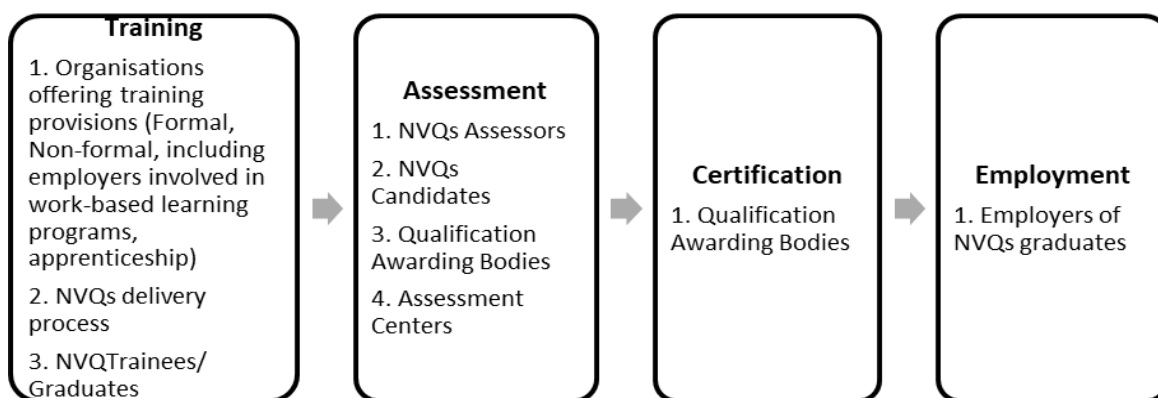 Training
1. Organisations
offering training
provisions (Formal,
Non-formal, including
employers involved in
work-based learning
programs,
apprenticeship)
2. NVQs delivery
process
3. NVQTrainees/
Graduates
Assessment
1. NVQs Assessors
2. NVQs
Candidates
3. Qualification
Awarding Bodies
4. Assessment
Centers
Certification
1. Qualification
Awarding Bodies
Employment
1. Employers of
NVQs graduates